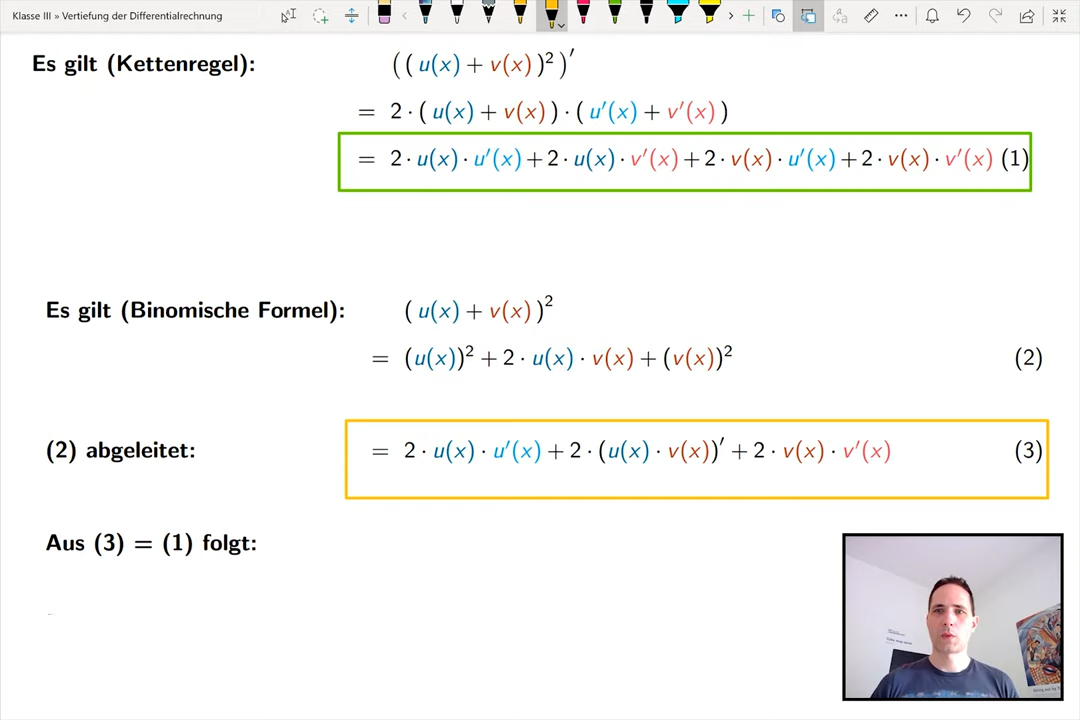 Klasse III » Vertiefung der Differentialrechnung
Es gilt (Kettenregel): ((u(x) + v(x))²)′
= 2 · (u(x) + v(x)) · (u′(x) + v′(x))
= 2 · u(x) · u′(x) + 2 · u(x) · v′(x) + 2 · v(x) · u′(x) + 2 · v(x) · v′(x) (1)
Es gilt (Binomische Formel): (u(x) + v(x))²
= (u(x))² + 2 · u(x) · v(x) + (v(x))² (2)
(2) abgeleitet: = 2 · u(x) · u′(x) + 2 · (u(x) · v(x))′ + 2 · v(x) · v′(x) (3)
Aus (3) = (1) folgt: